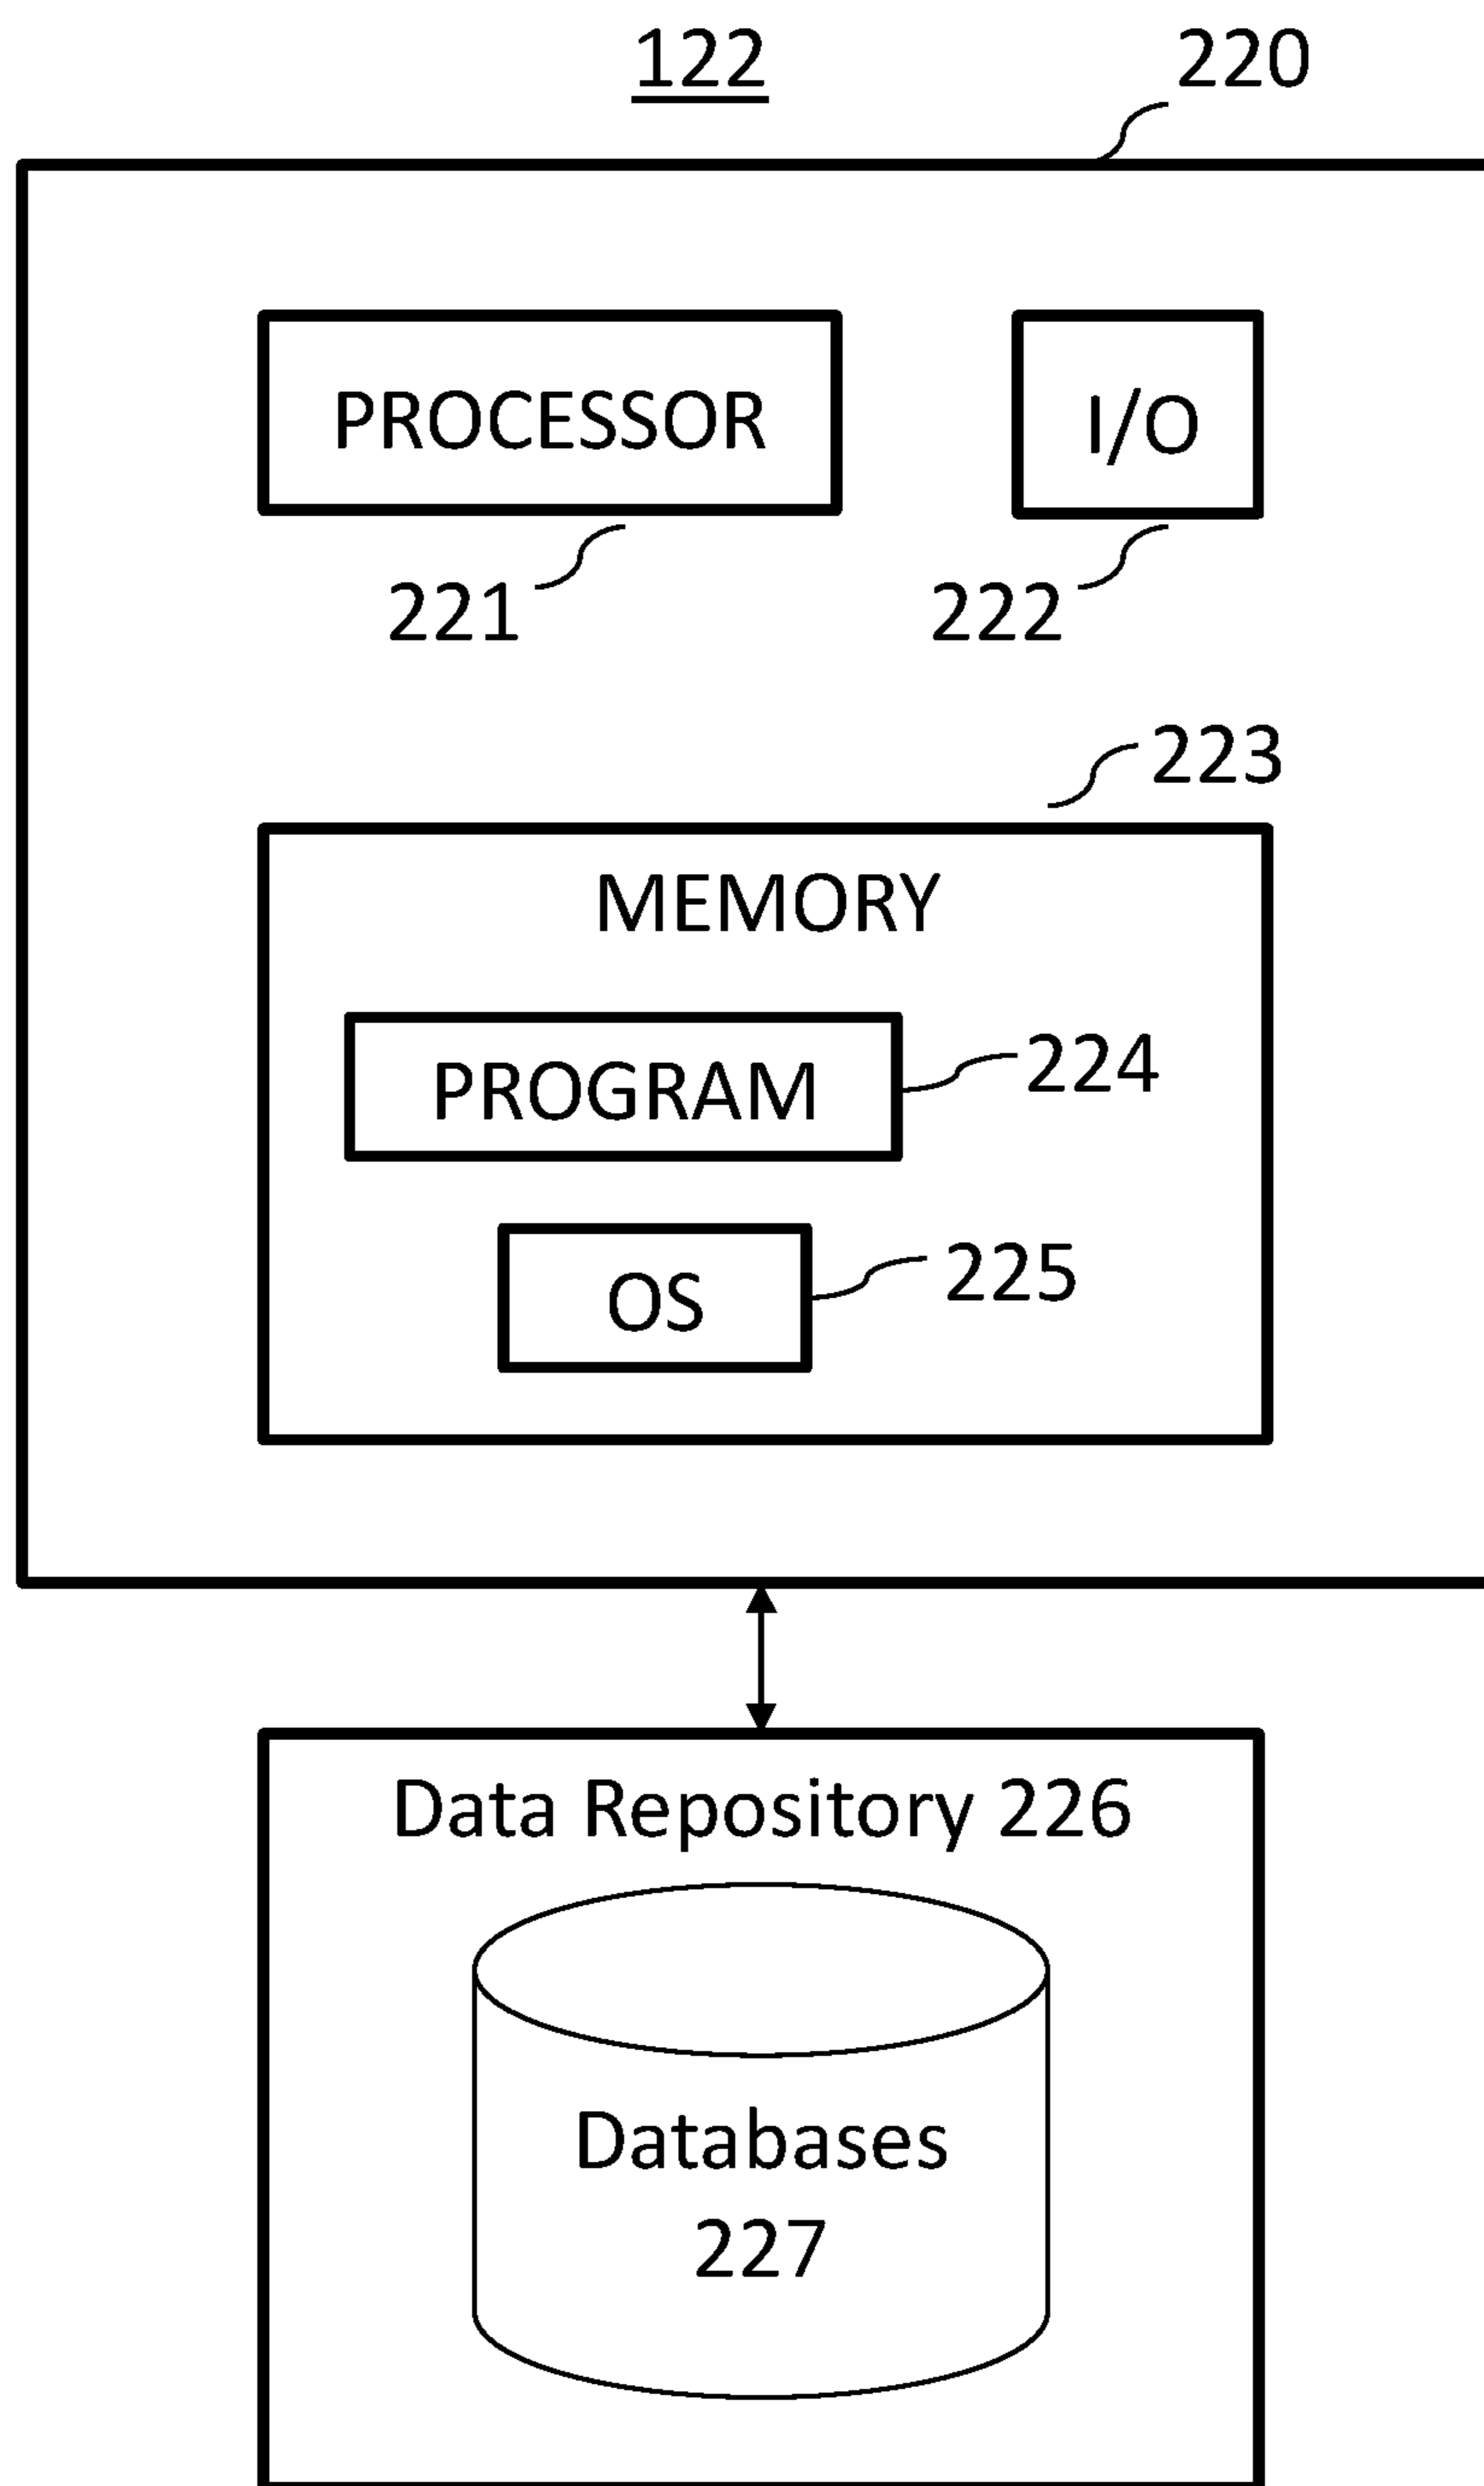 122
220
PROCESSOR
I/O
221
222
223
MEMORY
PROGRAM
224
OS
225
Data Repository 226
Databases
227